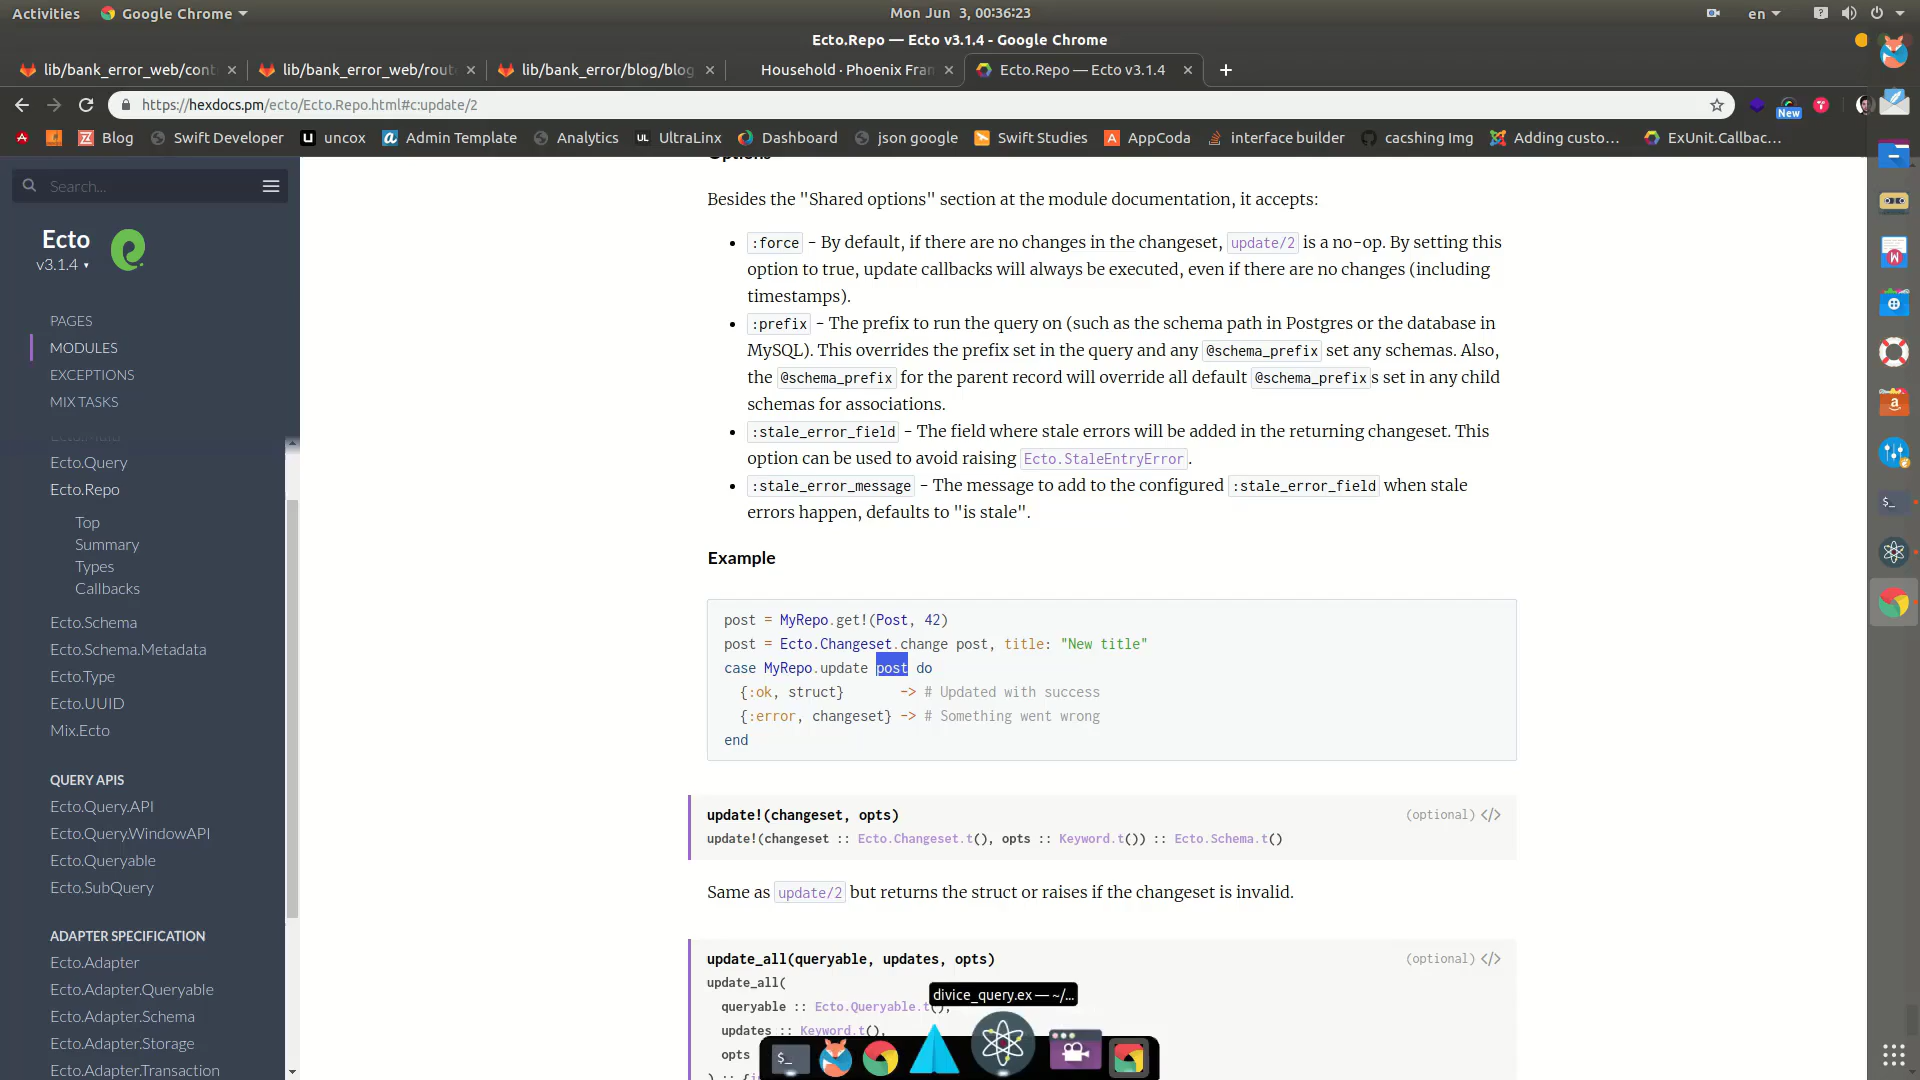 Activities
Google Chrome
Mon Jun 3, 00:36:23
en
Ecto.Repo — Ecto v3.1.4 - Google Chrome
lib/bank_error_web/cont
lib/bank_error_web/rout
lib/bank_error/blog/blog
Household · Phoenix Fran
Ecto.Repo — Ecto v3.1.4
https://hexdocs.pm/ecto/Ecto.Repo.html#c:update/2
New
Blog
Swift Developer
uncox
Admin Template
Analytics
UL UltraLinx
Dashboard
json google
Swift Studies
AppCoda
interface builder
cacshing Img
Adding custo...
ExUnit.Callbac...
Search...
Ecto
v3.1.4
PAGES
MODULES
EXCEPTIONS
MIX TASKS
Ecto.Multi
Ecto.Query
Ecto.Repo
Top
Summary
Types
Callbacks
Ecto.Schema
Ecto.Schema.Metadata
Ecto.Type
Ecto.UUID
Mix.Ecto
QUERY APIS
Ecto.Query.API
Ecto.Query.WindowAPI
Ecto.Queryable
Ecto.SubQuery
ADAPTER SPECIFICATION
Ecto.Adapter
Ecto.Adapter.Queryable
Ecto.Adapter.Schema
Ecto.Adapter.Storage
Ecto.Adapter.Transaction
Options
Besides the "Shared options" section at the module documentation, it accepts:
• :force - By default, if there are no changes in the changeset, update/2 is a no-op. By setting this
option to true, update callbacks will always be executed, even if there are no changes (including
timestamps).
• :prefix - The prefix to run the query on (such as the schema path in Postgres or the database in
MySQL). This overrides the prefix set in the query and any @schema_prefix set any schemas. Also,
the @schema_prefix for the parent record will override all default @schema_prefixs set in any child
schemas for associations.
• :stale_error_field - The field where stale errors will be added in the returning changeset. This
option can be used to avoid raising Ecto.StaleEntryError.
• :stale_error_message - The message to add to the configured :stale_error_field when stale
errors happen, defaults to "is stale".
Example
post = MyRepo.get!(Post, 42)
post = Ecto.Changeset.change post, title: "New title"
case MyRepo.update post do
{:ok, struct} -> # Updated with success
{:error, changeset} -> # Something went wrong
end
update!(changeset, opts)
(optional) </>
update!(changeset :: Ecto.Changeset.t(), opts :: Keyword.t()) :: Ecto.Schema.t()
Same as update/2 but returns the struct or raises if the changeset is invalid.
update_all(queryable, updates, opts)
(optional) </>
update_all(
queryable :: Ecto.Queryable.t(),
updates :: Keyword.t(),
opts
divice_query.ex — ~/...